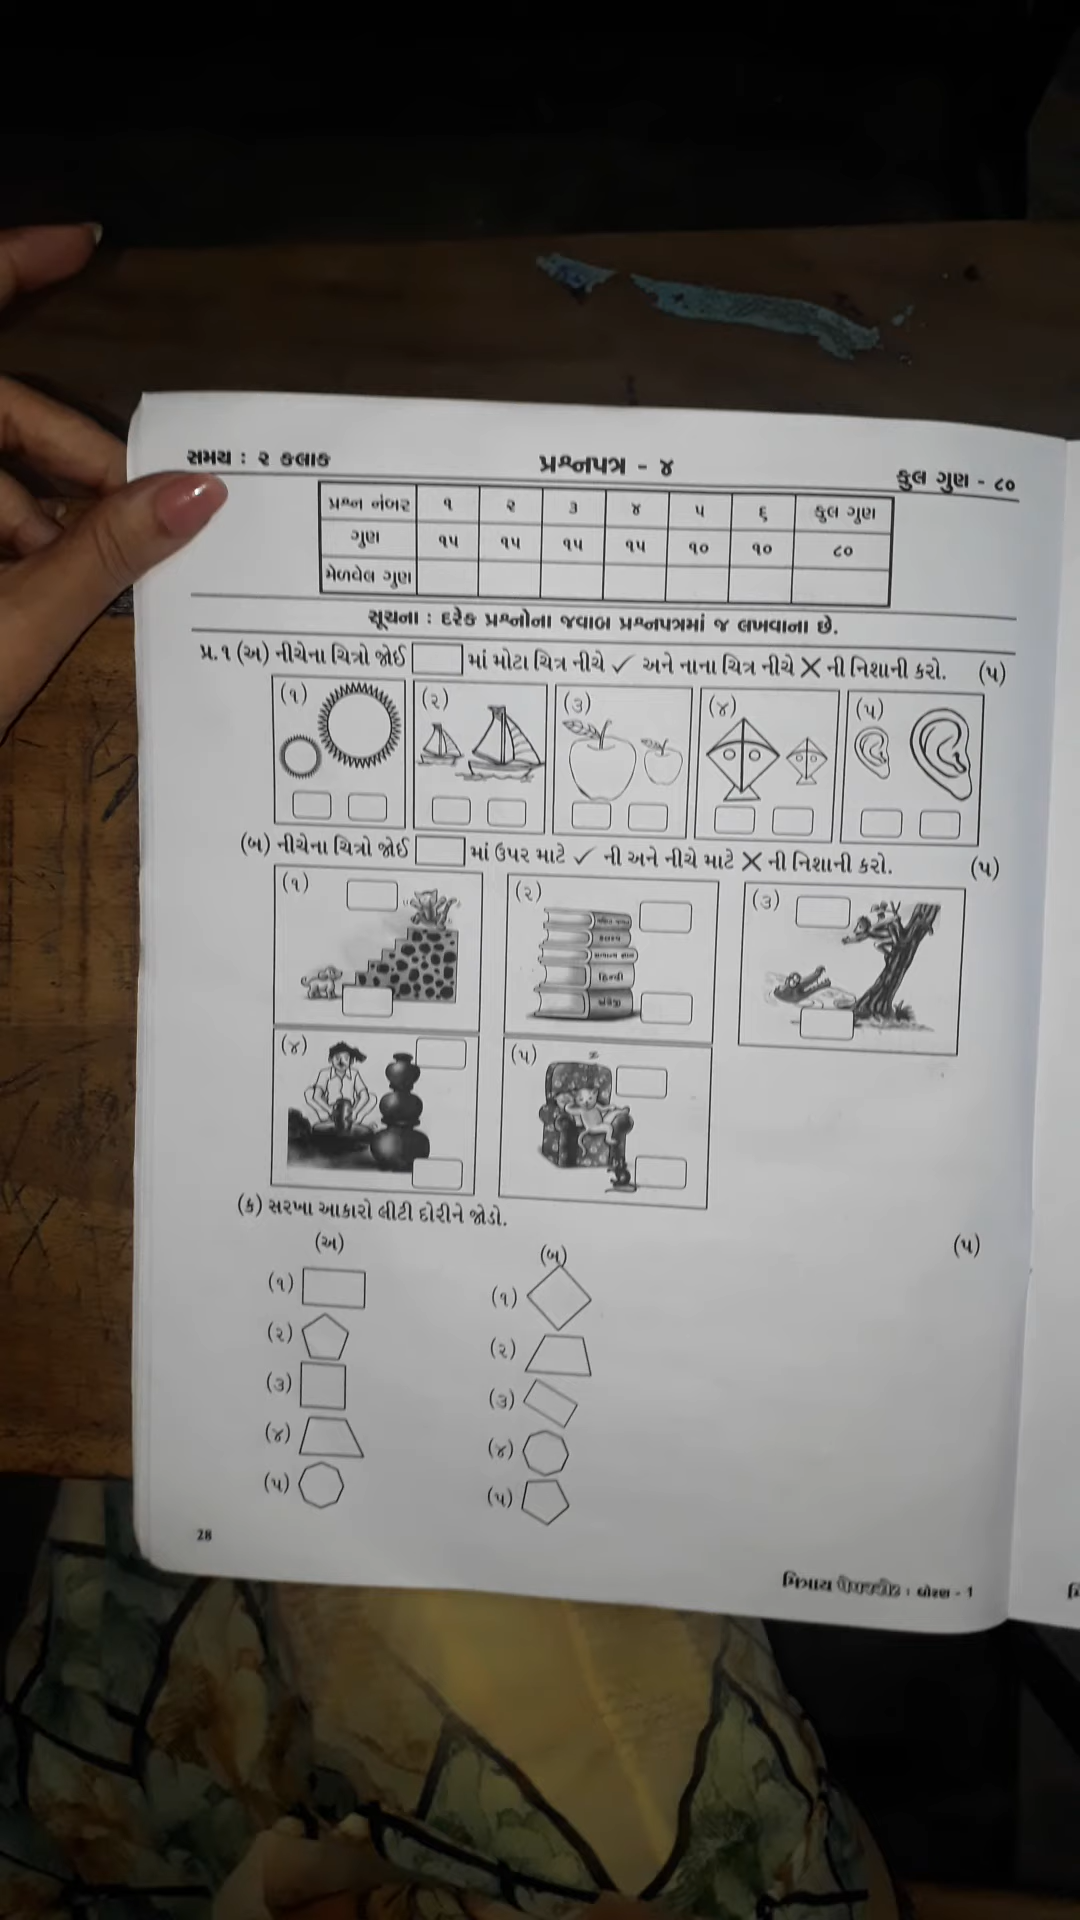 સમય : ૨ કલાક
પ્રશ્નપત્ર - ૪
કુલ ગુણ - ૮૦
પ્રશ્ન નંબર ૧ ૨ ૩ ૪ ૫ ૬ કુલ ગુણ
ગુણ ૧૫ ૧૫ ૧૫ ૧૫ ૧૦ ૧૦ ૮૦
મેળવેલ ગુણ
સૂચના : દરેક પ્રશ્નોના જવાબ પ્રશ્નપત્રમાં જ લખવાના છે.
પ્ર.૧ (અ) નીચેના ચિત્રો જોઈ માં મોટા ચિત્ર નીચે ✓ અને નાના ચિત્ર નીચે ✗ ની નિશાની કરો. (૫)
(૧) (૨) (૩) (૪) (૫)
(બ) નીચેના ચિત્રો જોઈ માં ઉપર માટે ✓ ની અને નીચે માટે ✗ ની નિશાની કરો. (૫)
(૧) (૨) (૩)
હિન્દી
અંગ્રેજી
(૪) (૫)
z
(ક) સરખા આકારો લીટી દોરીને જોડો. (૫)
(અ) (બ)
(૧) (૧)
(૨) (૨)
(૩) (૩)
(૪) (૪)
(૫) (૫)
28
: ધોરણ - 1